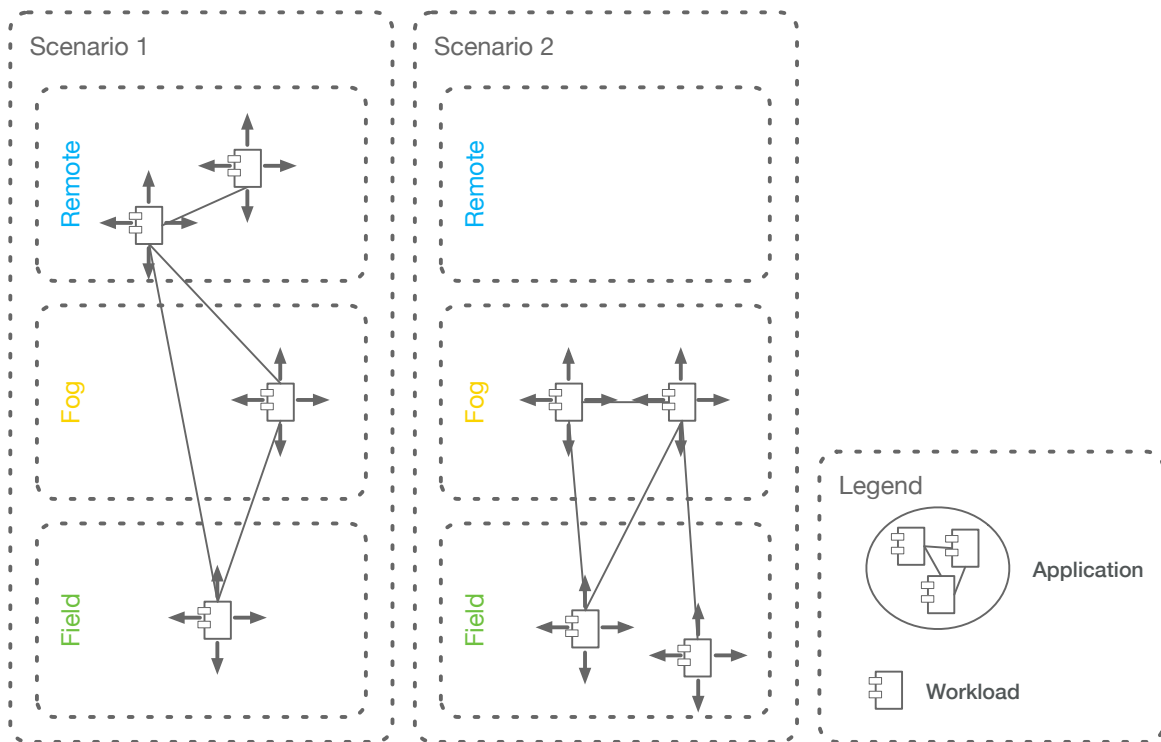 Scenario 1
Remote
Fog
Field
Scenario 2
Remote
Fog
Field
Legend
Application
Workload